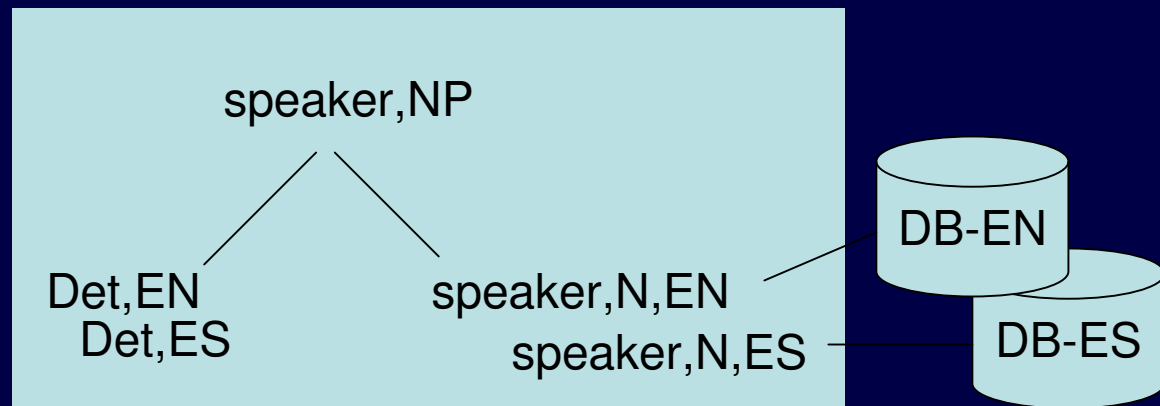 speaker,NP
DB-EN
Det,EN
speaker,N,EN
Det,ES
speaker,N,ES
DB-ES